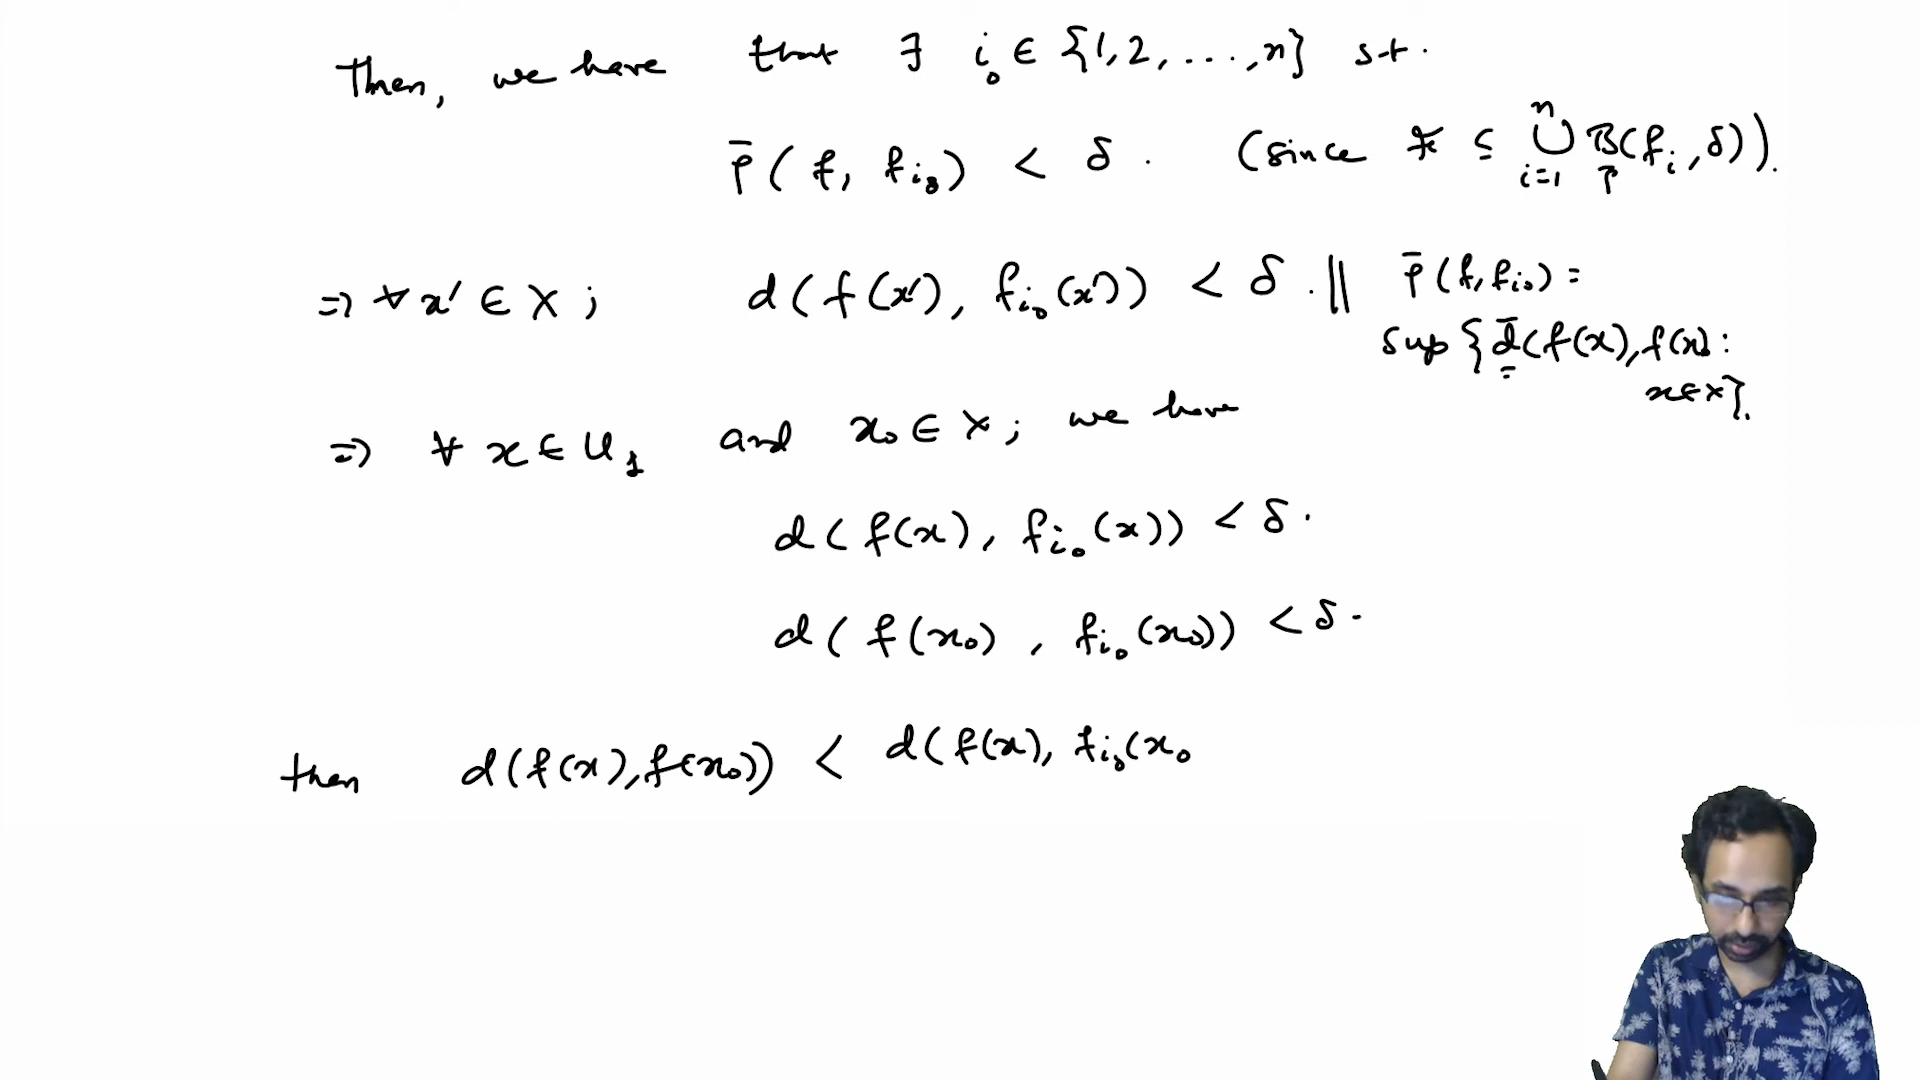 Then, we have that ∃ i₀ ∈ {1,2,...,n} s.t.
ρ̄(f, f_{i₀}) < δ. (since ℱ ⊆ ⋃_{i=1}^{n} B_ρ̄(f_i, δ)).
⇒ ∀ x' ∈ X; d(f(x'), f_{i₀}(x')) < δ. || ρ̄(f, f_{i₀}) =
sup { d̄(f(x), f(x) :
x ∈ X}.
⇒ ∀ x ∈ U_f and x₀ ∈ X; we have
d(f(x), f_{i₀}(x)) < δ.
d(f(x₀), f_{i₀}(x₀)) < δ.
then d(f(x), f(x₀)) < d(f(x), f_{i₀}(x₀